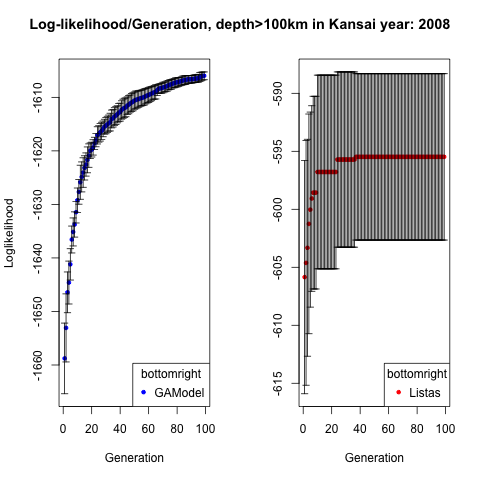 Log-likelihood/Generation, depth>100km in Kansai year: 2008
Loglikelihood
-1610
-1620
-1630
-1640
-1650
-1660
0 20 40 60 80 100
Generation
bottomright
GAModel
-590
-595
-600
-605
-610
-615
0 20 40 60 80 100
Generation
bottomright
Listas